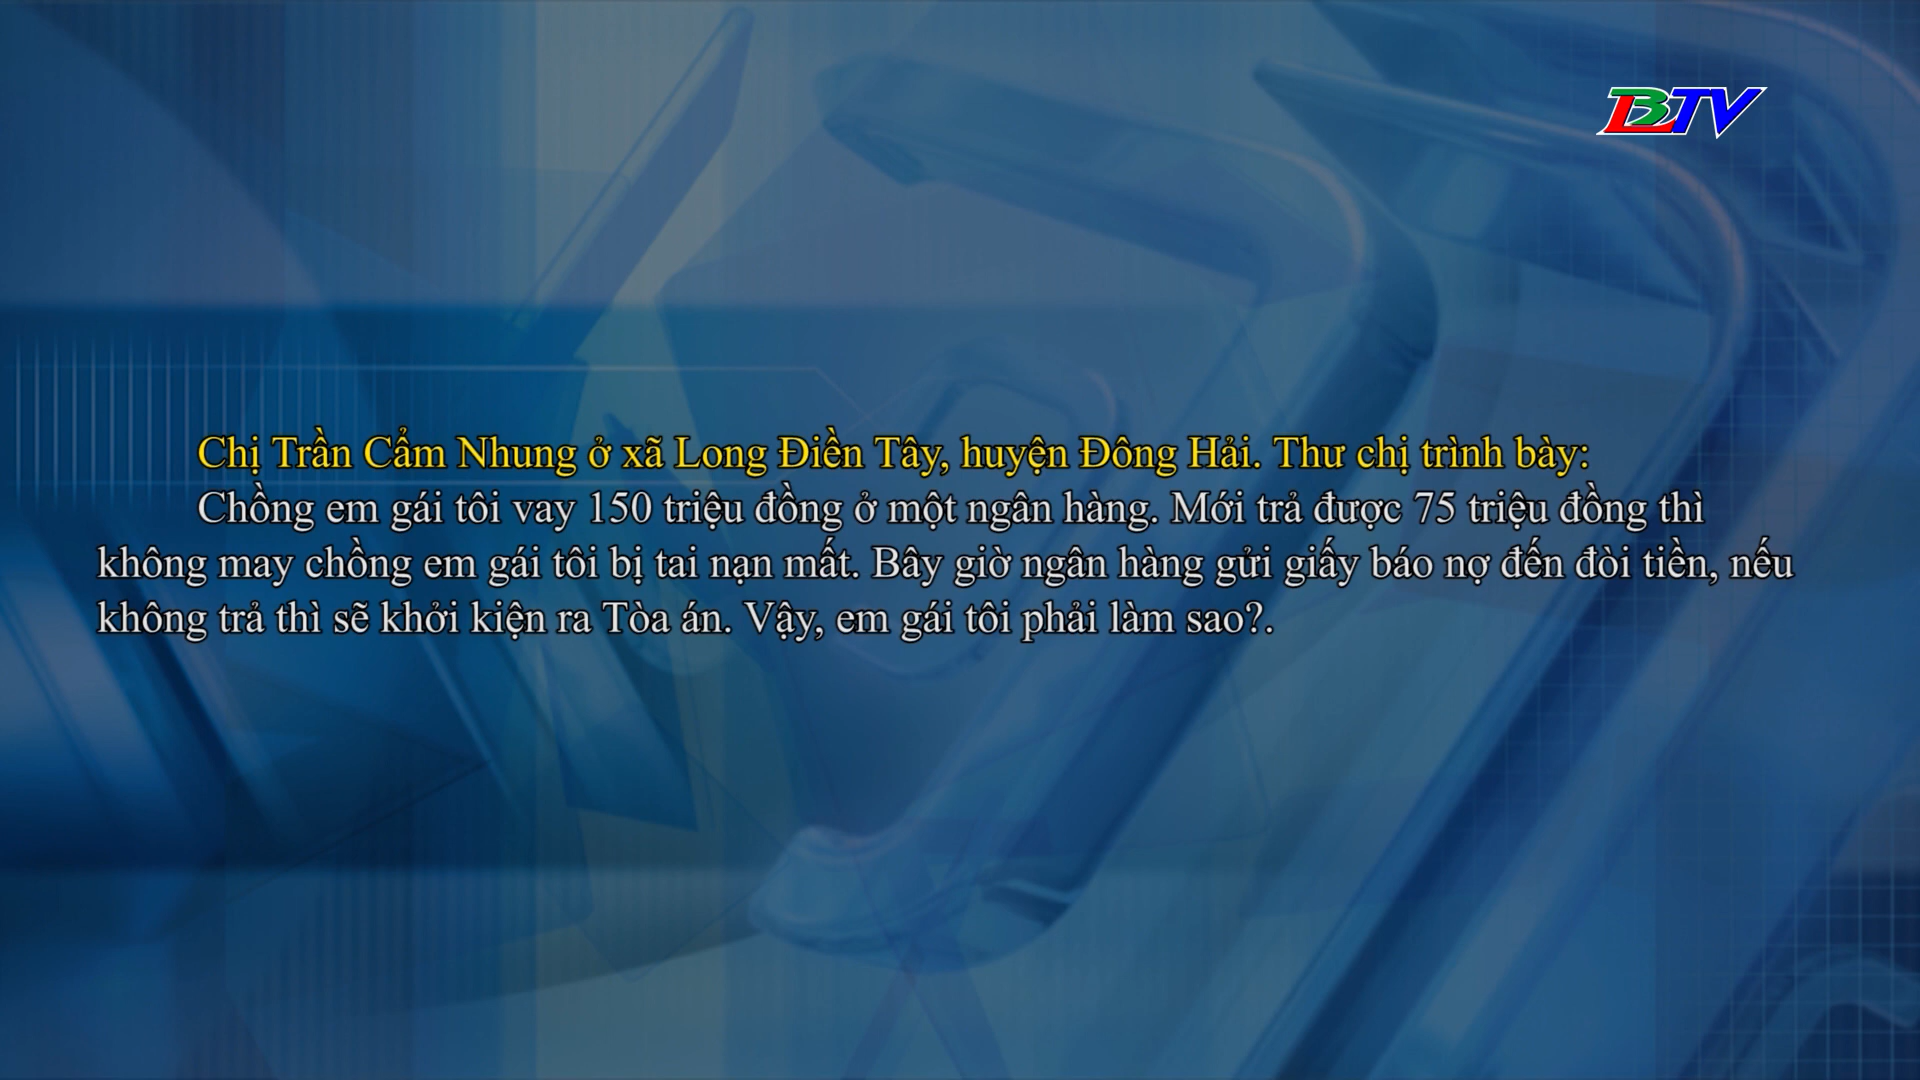 BTV
Chị Trần Cẩm Nhung ở xã Long Điền Tây, huyện Đông Hải. Thư chị trình bày:
Chồng em gái tôi vay 150 triệu đồng ở một ngân hàng. Mới trả được 75 triệu đồng thì
không may chồng em gái tôi bị tai nạn mất. Bây giờ ngân hàng gửi giấy báo nợ đến đòi tiền, nếu
không trả thì sẽ khởi kiện ra Tòa án. Vậy, em gái tôi phải làm sao?.